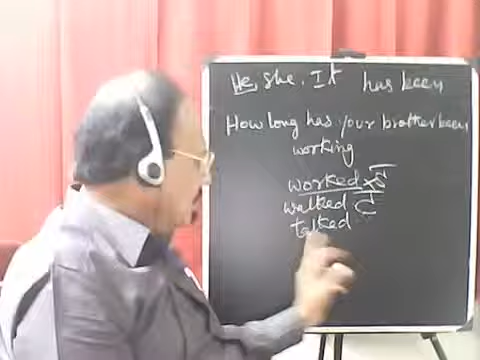 He, She, It has been
How long has your brother been
working
worked x
walked
talked